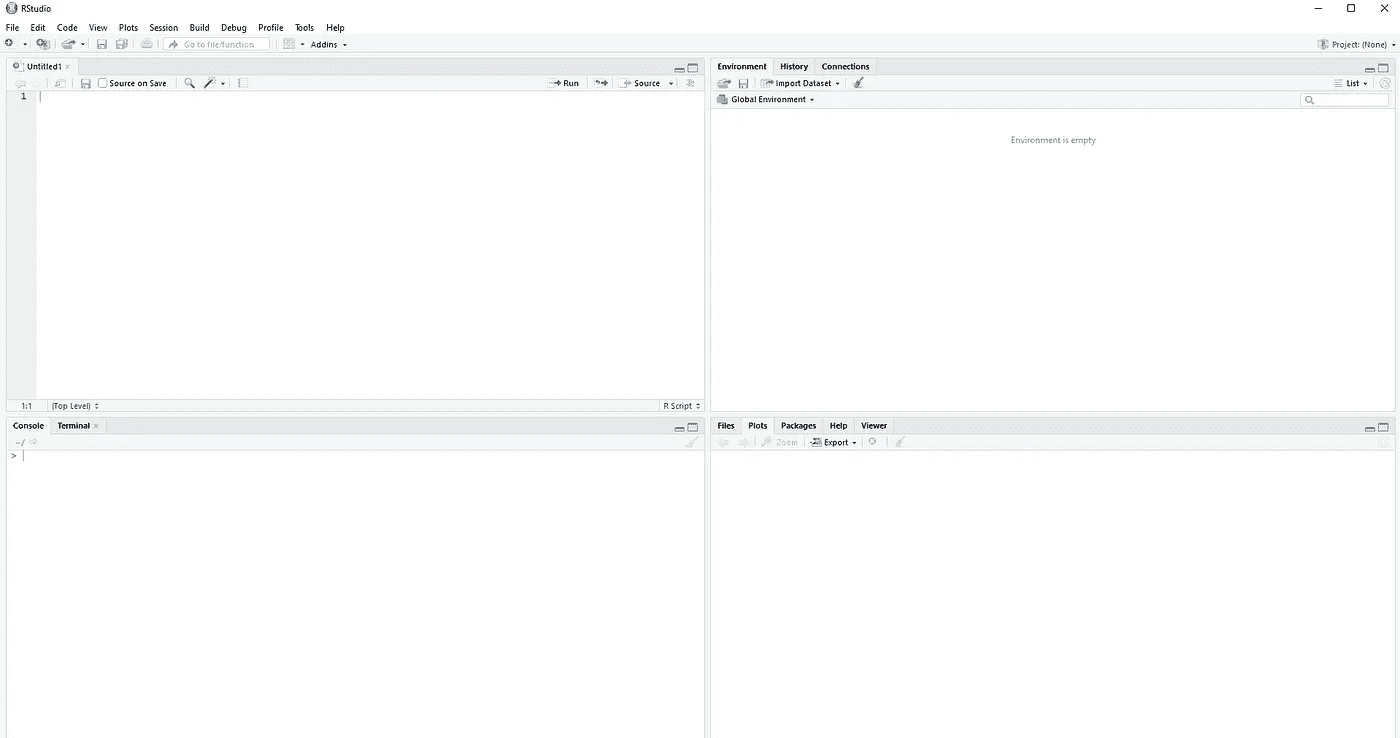 RStudio
File Edit Code View Plots Session Build Debug Profile Tools Help
Go to file/function Addins Project: (None)
Untitled1
Source on Save Run Source
1
1:1 (Top Level) R Script
Console Terminal
~/
>
Environment History Connections
Import Dataset List
Global Environment
Environment is empty
Files Plots Packages Help Viewer
Zoom Export